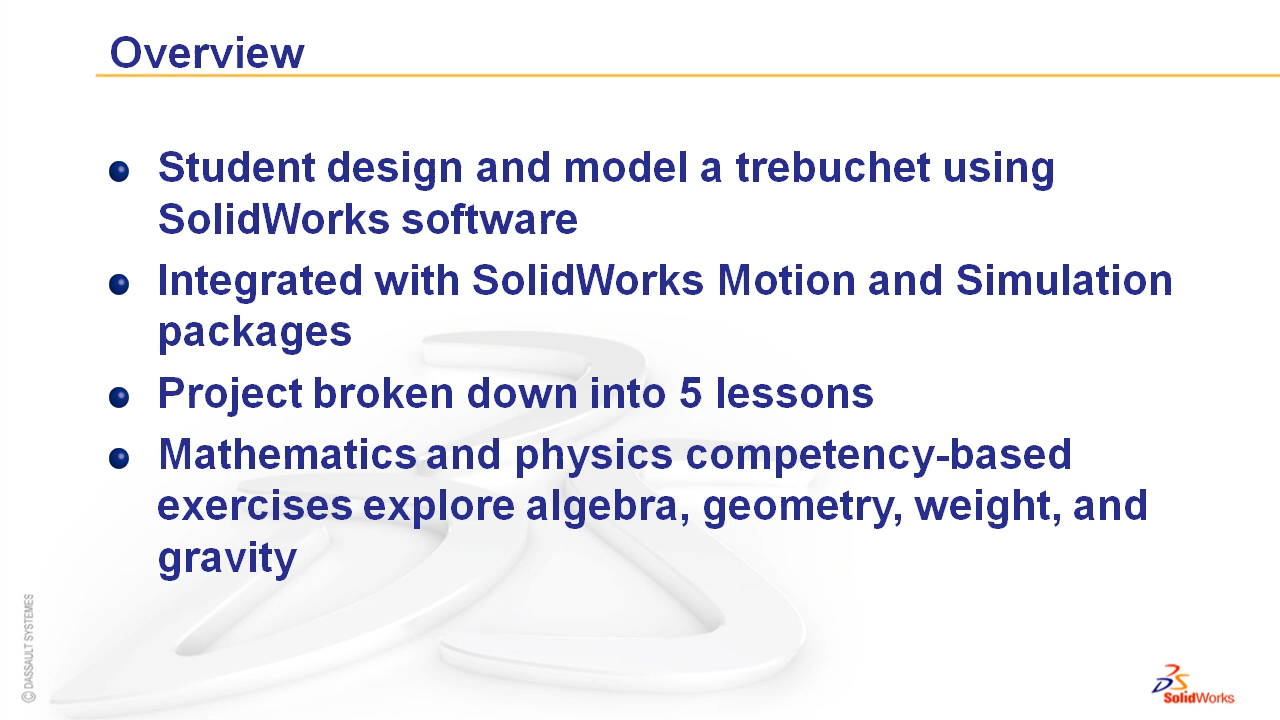 Overview
Student design and model a trebuchet using
SolidWorks software
Integrated with SolidWorks Motion and Simulation
packages
Project broken down into 5 lessons
Mathematics and physics competency-based
exercises explore algebra, geometry, weight, and
gravity
© DASSAULT SYSTEMES
SolidWorks